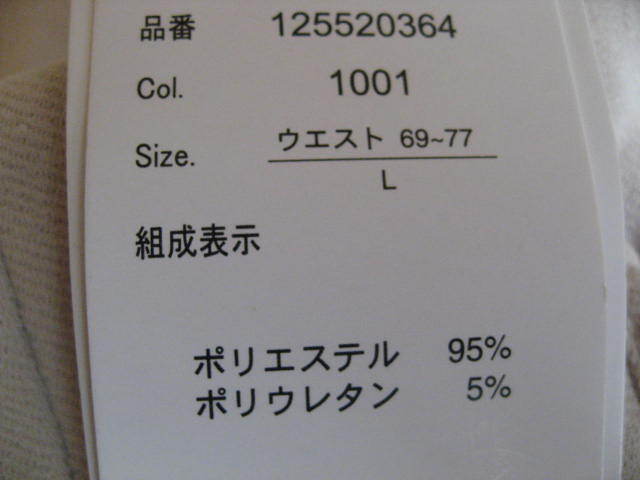 品番 125520364
Col. 1001
Size. ウエスト 69~77
L
組成表示
ポリエステル 95%
ポリウレタン 5%